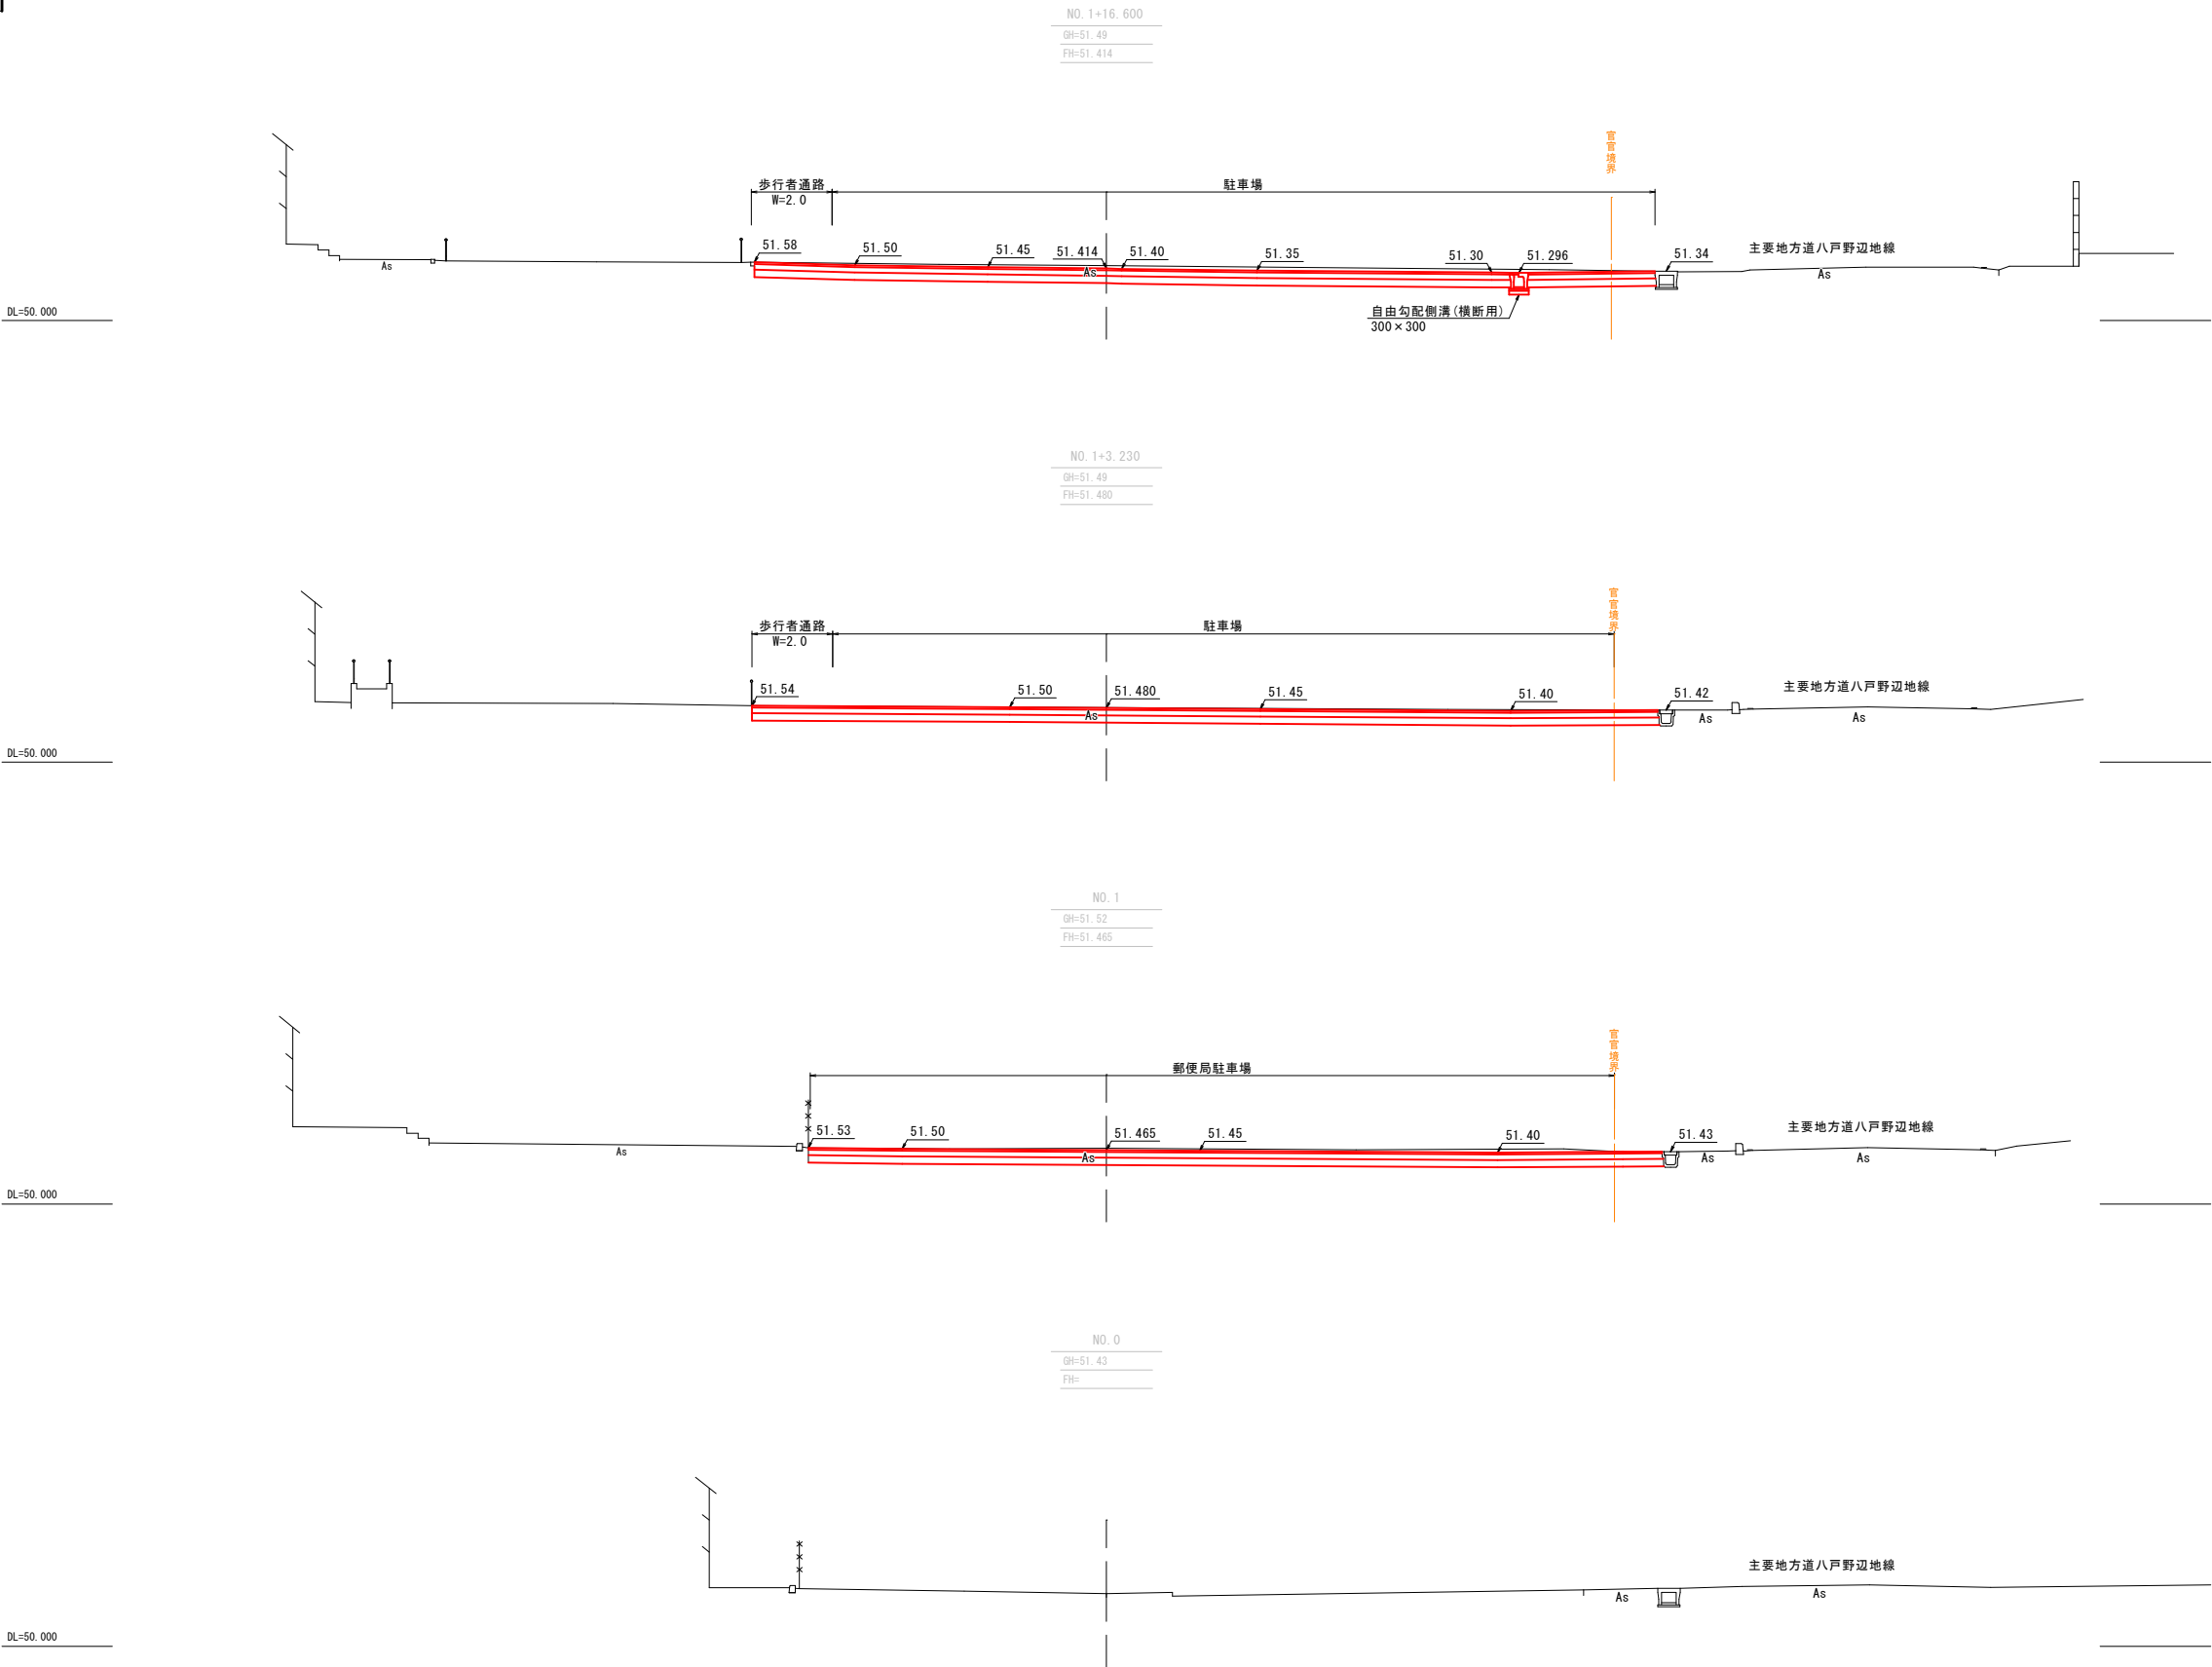 NO.1+16.600
GH=51.49
FH=51.414
官官境界
歩行者通路
W=2.0
駐車場
51.58
51.50
51.45
51.414
51.40
51.35
51.30
51.296
51.34
主要地方道八戸野辺地線
As
As
As
自由勾配側溝(横断用)
300×300
DL=50.000
NO.1+3.230
GH=51.49
FH=51.480
官官境界
歩行者通路
W=2.0
駐車場
51.54
51.50
51.480
51.45
51.40
51.42
主要地方道八戸野辺地線
As
As
As
DL=50.000
NO.1
GH=51.52
FH=51.465
官官境界
郵便局駐車場
51.53
51.50
51.465
51.45
51.40
51.43
主要地方道八戸野辺地線
As
As
As
As
DL=50.000
NO.0
GH=51.43
FH=
主要地方道八戸野辺地線
As
As
DL=50.000